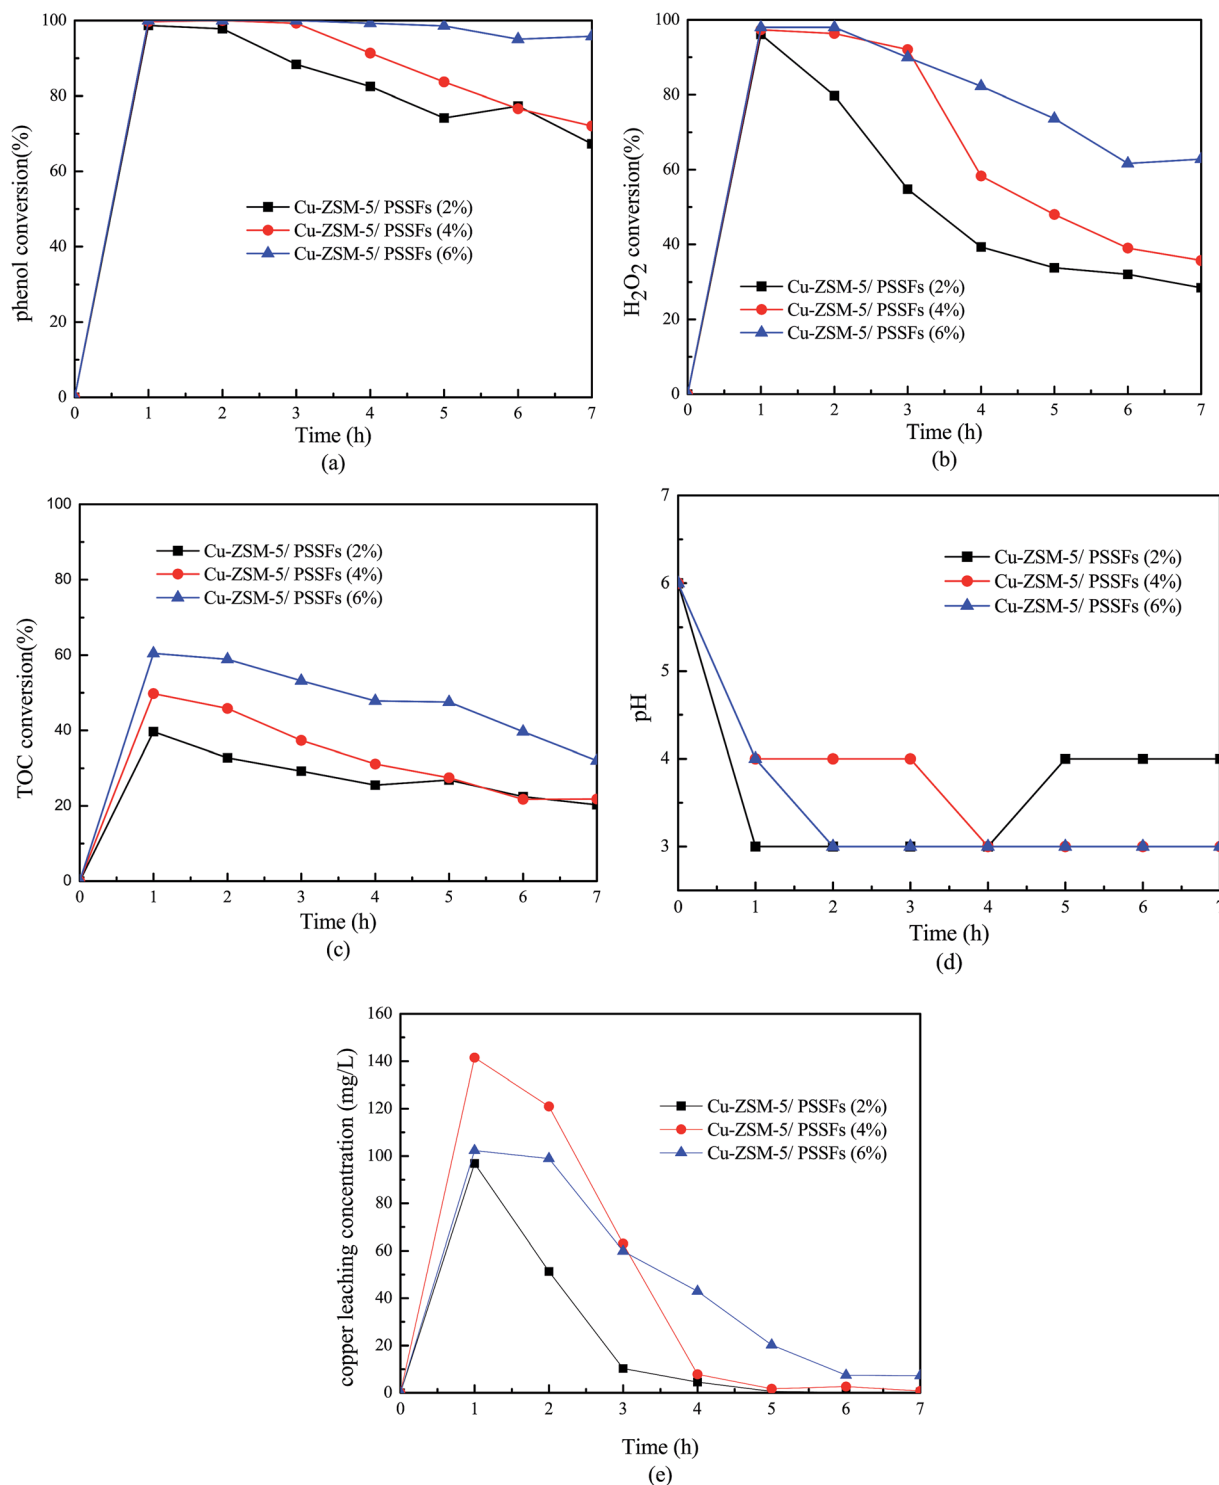 100
80
60
40
20
0
phenol conversion(%)
Cu-ZSM-5/ PSSFs (2%)
Cu-ZSM-5/ PSSFs (4%)
Cu-ZSM-5/ PSSFs (6%)
0 1 2 3 4 5 6 7
Time (h)
(a)
100
80
60
40
20
0
H₂O₂ conversion(%)
Cu-ZSM-5/ PSSFs (2%)
Cu-ZSM-5/ PSSFs (4%)
Cu-ZSM-5/ PSSFs (6%)
0 1 2 3 4 5 6 7
Time (h)
(b)
100
80
60
40
20
0
TOC conversion(%)
Cu-ZSM-5/ PSSFs (2%)
Cu-ZSM-5/ PSSFs (4%)
Cu-ZSM-5/ PSSFs (6%)
0 1 2 3 4 5 6 7
Time (h)
(c)
7
6
5
4
3
pH
Cu-ZSM-5/ PSSFs (2%)
Cu-ZSM-5/ PSSFs (4%)
Cu-ZSM-5/ PSSFs (6%)
0 1 2 3 4 5 6 7
Time (h)
(d)
160
140
120
100
80
60
40
20
0
copper leaching concentration (mg/L)
Cu-ZSM-5/ PSSFs (2%)
Cu-ZSM-5/ PSSFs (4%)
Cu-ZSM-5/ PSSFs (6%)
0 1 2 3 4 5 6 7
Time (h)
(e)